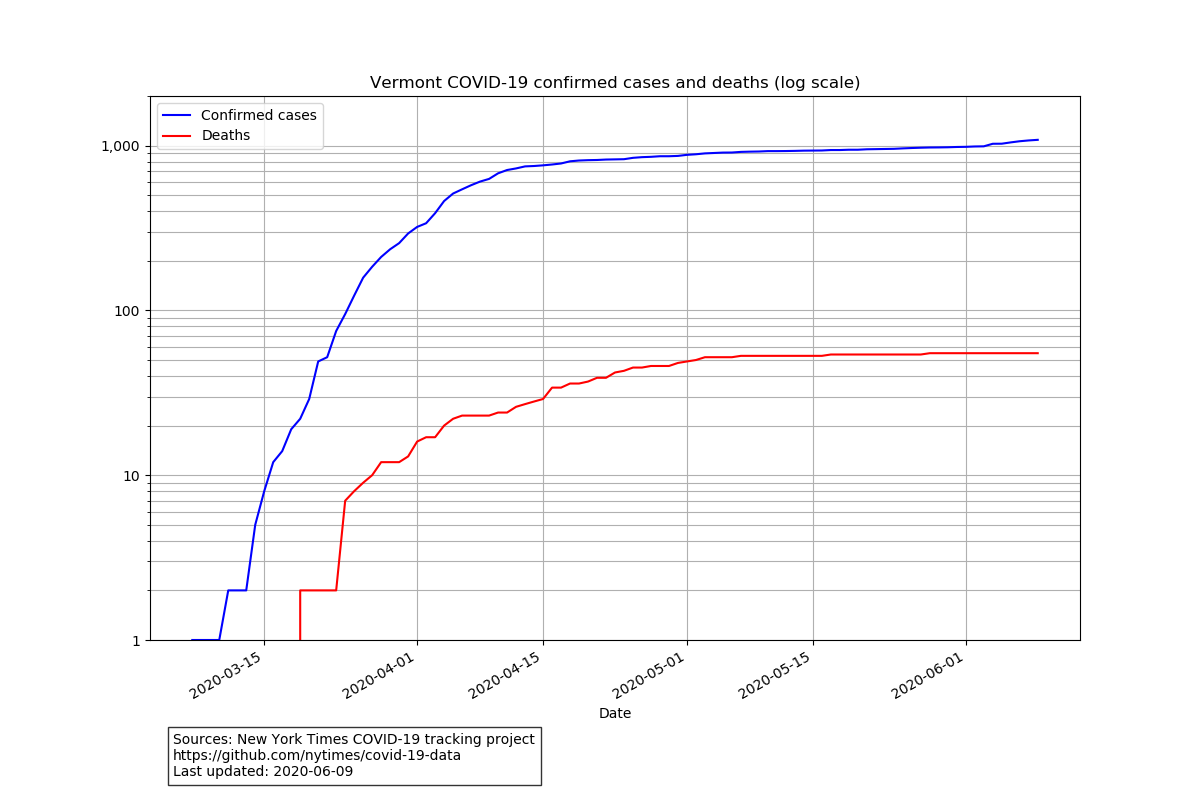 Vermont COVID-19 confirmed cases and deaths (log scale)
Confirmed cases
Deaths
1,000
100
10
1
2020-03-15
2020-04-01
2020-04-15
2020-05-01
2020-05-15
2020-06-01
Date
Sources: New York Times COVID-19 tracking project
https://github.com/nytimes/covid-19-data
Last updated: 2020-06-09